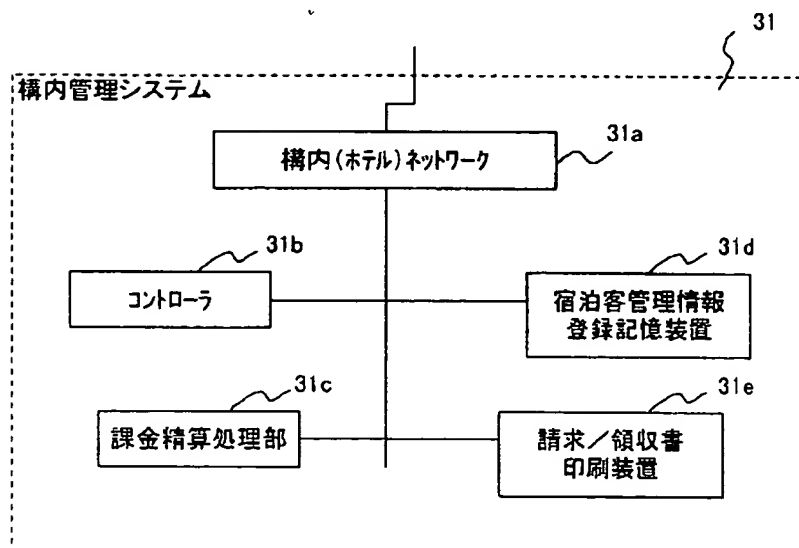 31
構内管理システム
31a
構内(ホテル)ネットワーク
31b
コントローラ
31d
宿泊客管理情報
登録記憶装置
31c
課金精算処理部
31e
請求/領収書
印刷装置